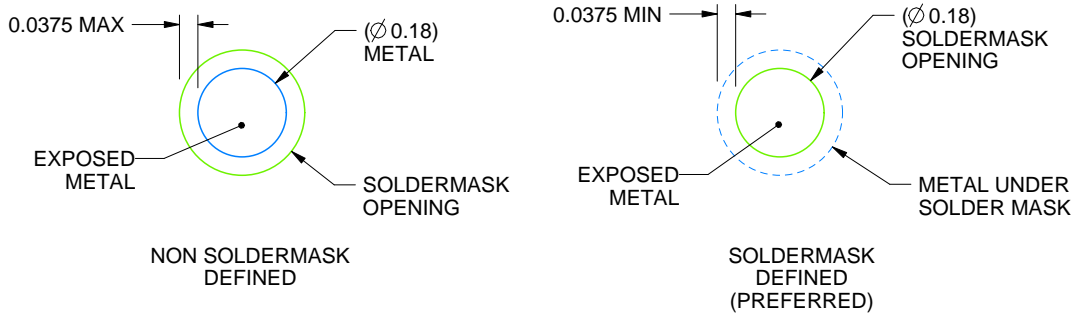 0.0375 MAX
(∅ 0.18)
METAL
EXPOSED
METAL
SOLDERMASK
OPENING
NON SOLDERMASK
DEFINED
0.0375 MIN
(∅ 0.18)
SOLDERMASK
OPENING
EXPOSED
METAL
METAL UNDER
SOLDER MASK
SOLDERMASK
DEFINED
(PREFERRED)